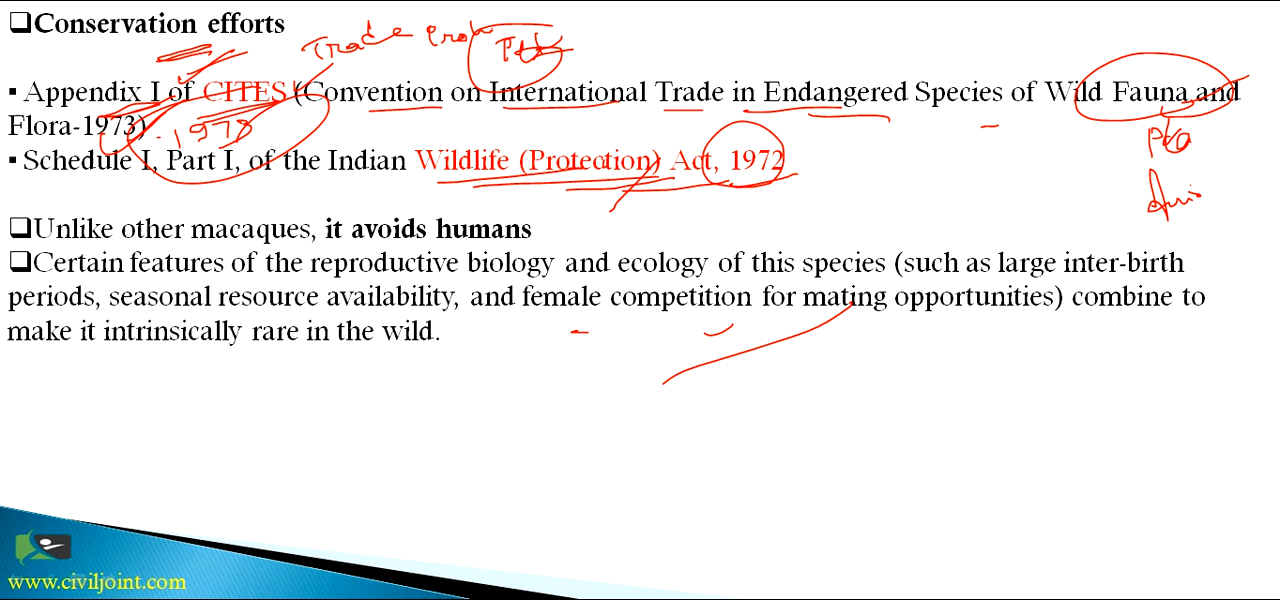 ❑Conservation efforts
Trade
▪ Appendix I of CITES (Convention on International Trade in Endangered Species of Wild Fauna and
Flora-1973)
1973
▪ Schedule I, Part I, of the Indian Wildlife (Protection) Act, 1972
❑Unlike other macaques, it avoids humans
❑Certain features of the reproductive biology and ecology of this species (such as large inter-birth
periods, seasonal resource availability, and female competition for mating opportunities) combine to
make it intrinsically rare in the wild.
www.civiljoint.com